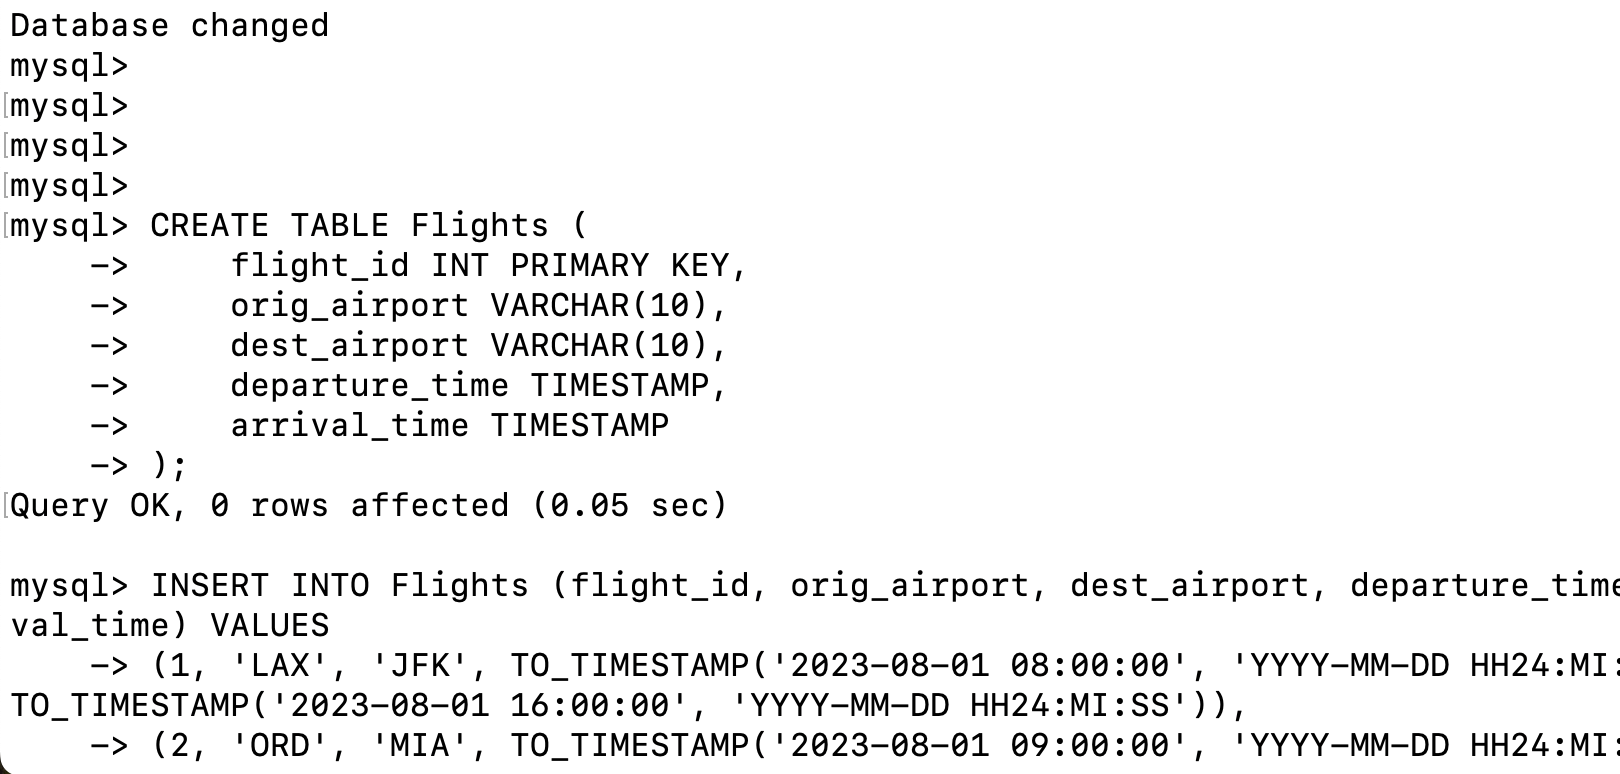 Database changed
mysql>
mysql>
mysql>
mysql>
mysql> CREATE TABLE Flights (
    ->     flight_id INT PRIMARY KEY,
    ->     orig_airport VARCHAR(10),
    ->     dest_airport VARCHAR(10),
    ->     departure_time TIMESTAMP,
    ->     arrival_time TIMESTAMP
    -> );
Query OK, 0 rows affected (0.05 sec)

mysql> INSERT INTO Flights (flight_id, orig_airport, dest_airport, departure_time
val_time) VALUES
    -> (1, 'LAX', 'JFK', TO_TIMESTAMP('2023-08-01 08:00:00', 'YYYY-MM-DD HH24:MI:
TO_TIMESTAMP('2023-08-01 16:00:00', 'YYYY-MM-DD HH24:MI:SS')),
    -> (2, 'ORD', 'MIA', TO_TIMESTAMP('2023-08-01 09:00:00', 'YYYY-MM-DD HH24:MI: